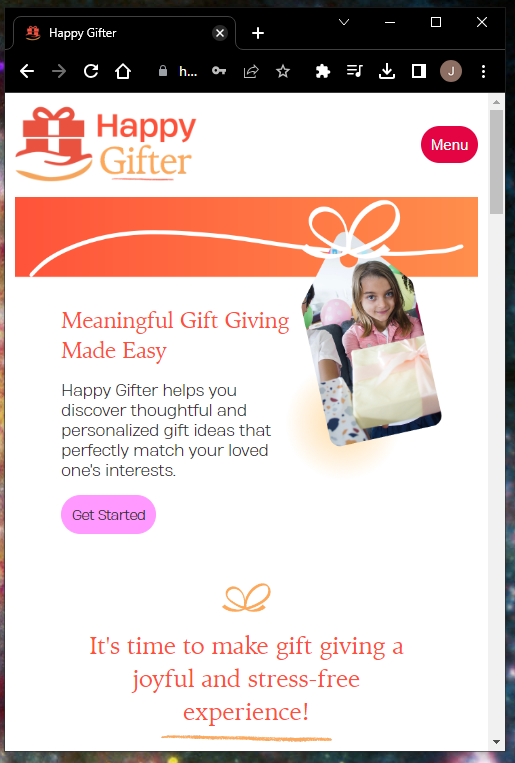 Happy Gifter
h...
J
Happy
Gifter
Menu
Meaningful Gift Giving
Made Easy
Happy Gifter helps you
discover thoughtful and
personalized gift ideas that
perfectly match your loved
one's interests.
Get Started
It's time to make gift giving a
joyful and stress-free
experience!